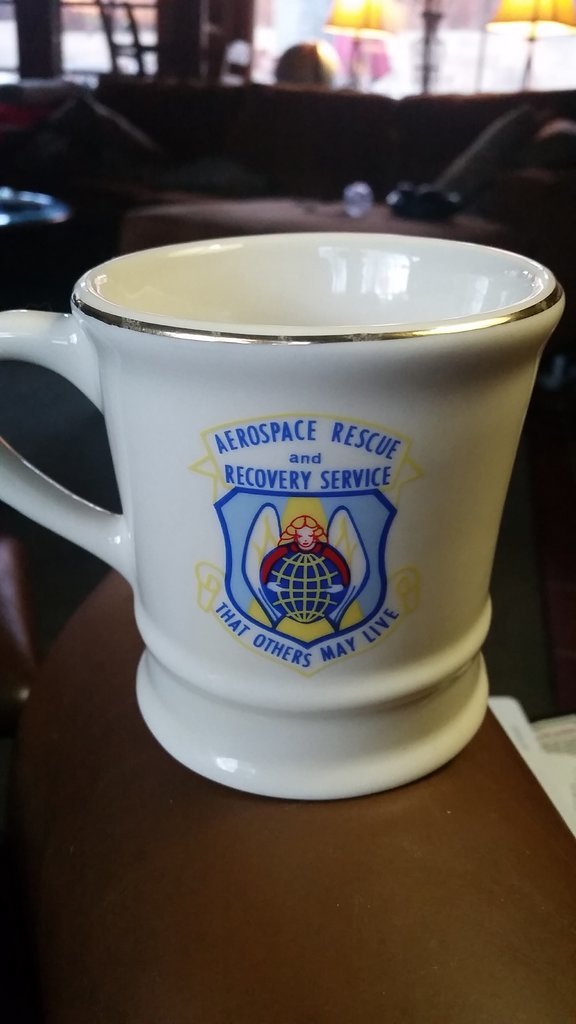 AEROSPACE RESCUE
and
RECOVERY SERVICE
THAT OTHERS MAY LIVE